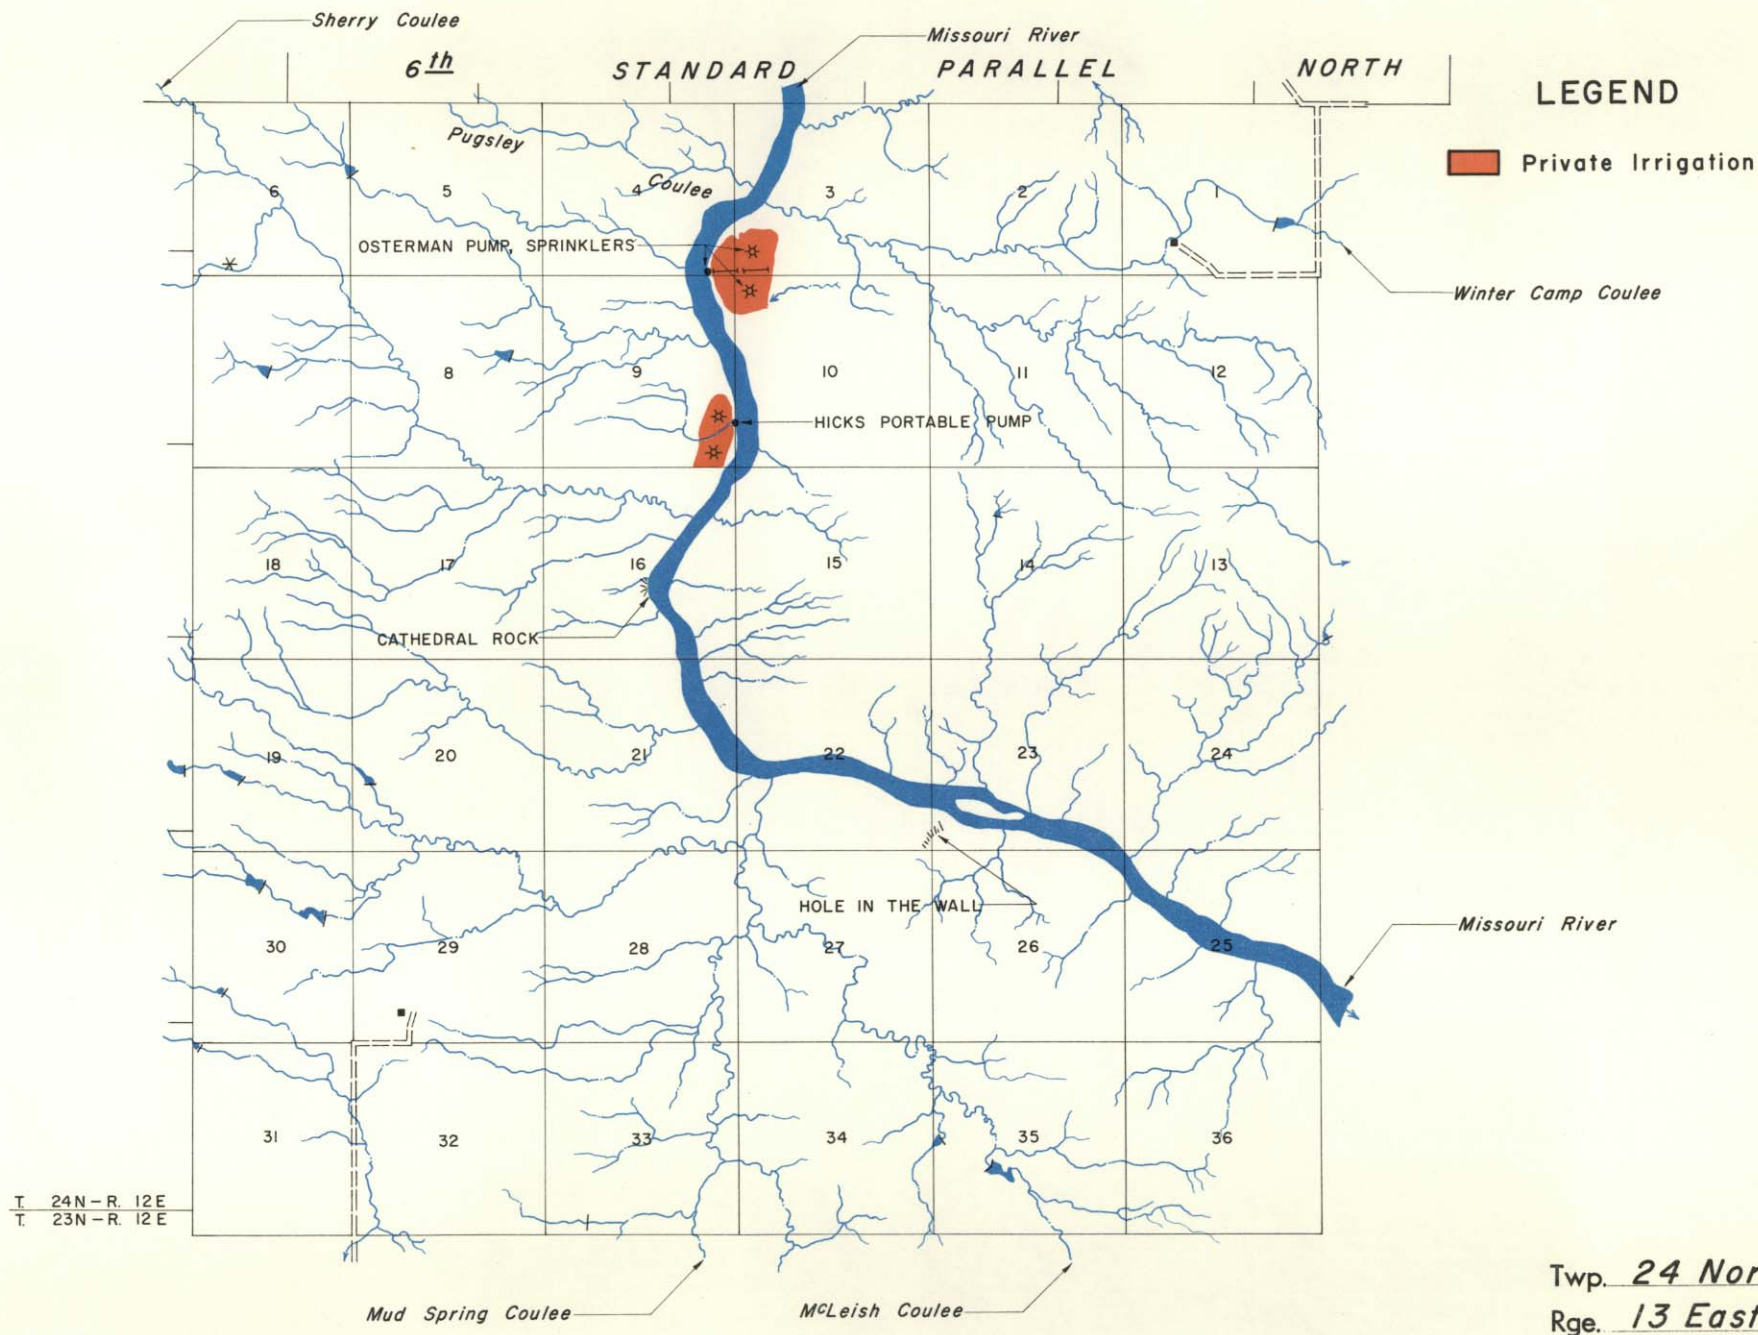 Sherry Coulee
Missouri River
6th STANDARD PARALLEL NORTH
LEGEND
Private Irrigation
Pugsley
Coulee
6 5 4 3 2 1
OSTERMAN PUMP, SPRINKLERS
Winter Camp Coulee
8 9 10 11 12
HICKS PORTABLE PUMP
18 17 16 15 14 13
CATHEDRAL ROCK
19 20 21 22 23 24
HOLE IN THE WALL
Missouri River
30 29 28 27 26 25
31 32 33 34 35 36
T. 24N-R. 12E
T. 23N-R. 12E
Mud Spring Coulee
McLeish Coulee
Twp. 24 Nor
Rge. 13 East